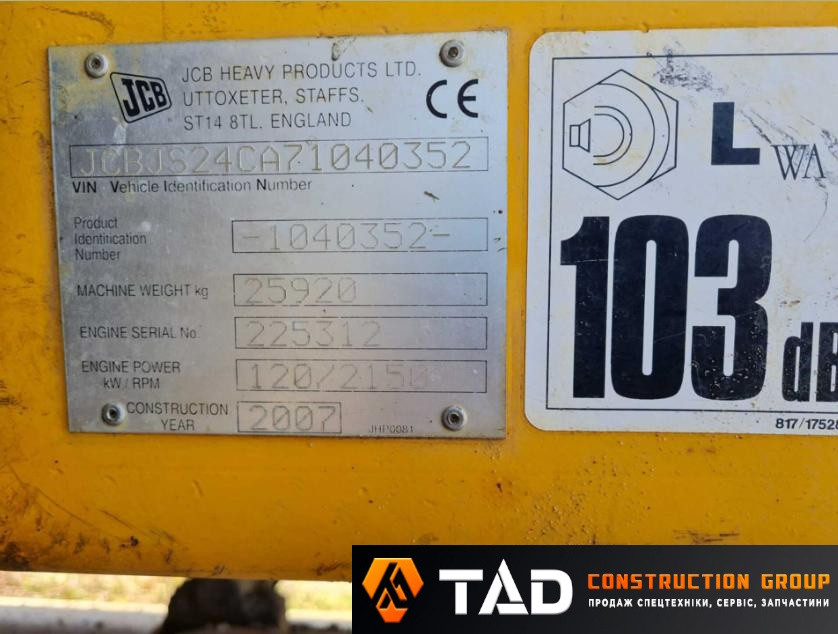 JCB
JCB HEAVY PRODUCTS LTD.
UTTOXETER, STAFFS.
ST14 8TL. ENGLAND
CE
JCBJS24CA71040352
VIN Vehicle Identification Number
Product
Identification
Number
-1040352-
MACHINE WEIGHT kg
25920
ENGINE SERIAL No.
225312
ENGINE POWER
kW / RPM
120/2150
CONSTRUCTION
YEAR
2007
JHP0081
L WA
103 dB
817/17528
TAD
CONSTRUCTION GROUP
ПРОДАЖ СПЕЦТЕХНІКИ, СЕРВІС, ЗАПЧАСТИНИ